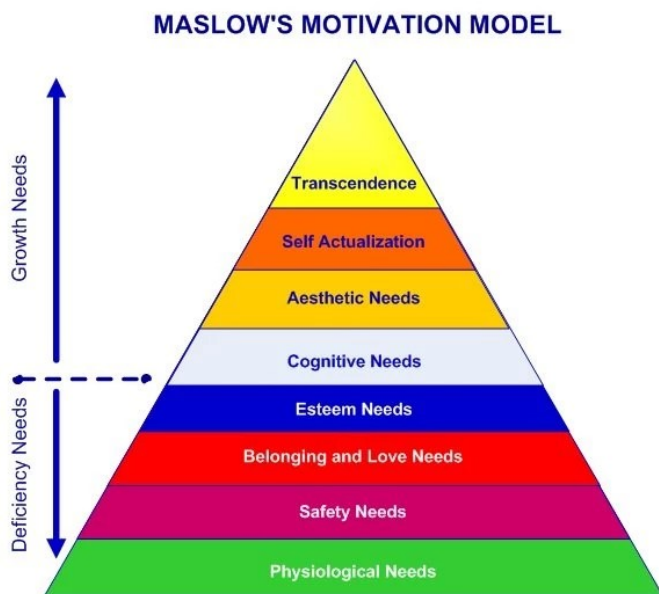 MASLOW'S MOTIVATION MODEL
Growth Needs
Deficiency Needs
Transcendence
Self Actualization
Aesthetic Needs
Cognitive Needs
Esteem Needs
Belonging and Love Needs
Safety Needs
Physiological Needs